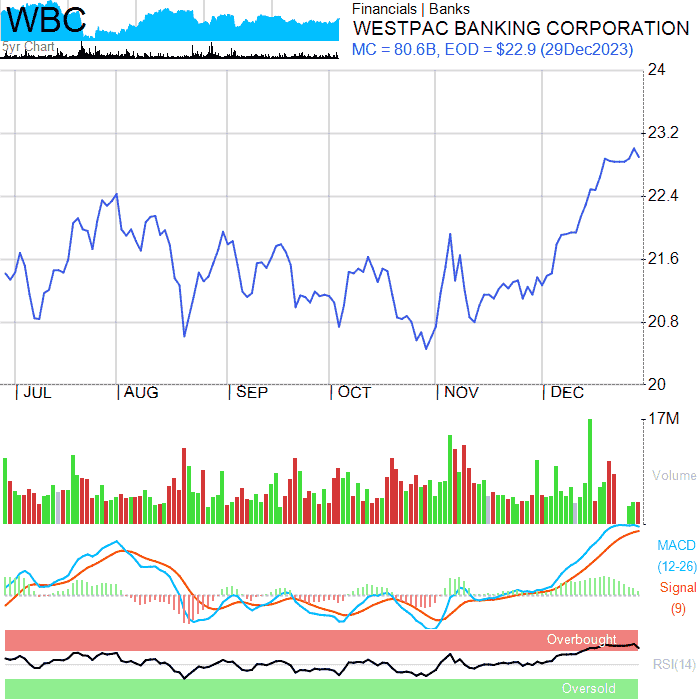 WBC
5yr Chart
Financials | Banks
WESTPAC BANKING CORPORATION
MC = 80.6B, EOD = $22.9 (29Dec2023)
24
23.2
22.4
21.6
20.8
20
JUL AUG SEP OCT NOV DEC
17M
Volume
MACD
(12-26)
Signal
(9)
Overbought
RSI(14)
Oversold